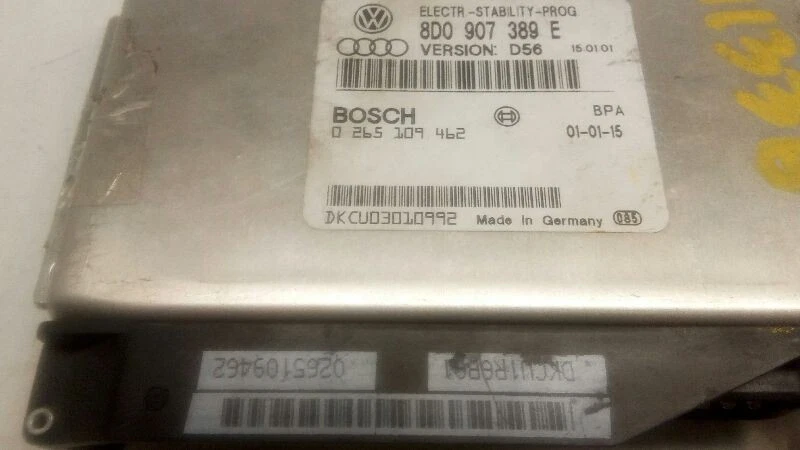 ELECTR-STABILITY-PROG
8D0 907 389 E
VERSION: D56 15.01.01
BOSCH BPA
0 265 109 462 01-01-15
DKCU03010992 Made In Germany 085
0265109462